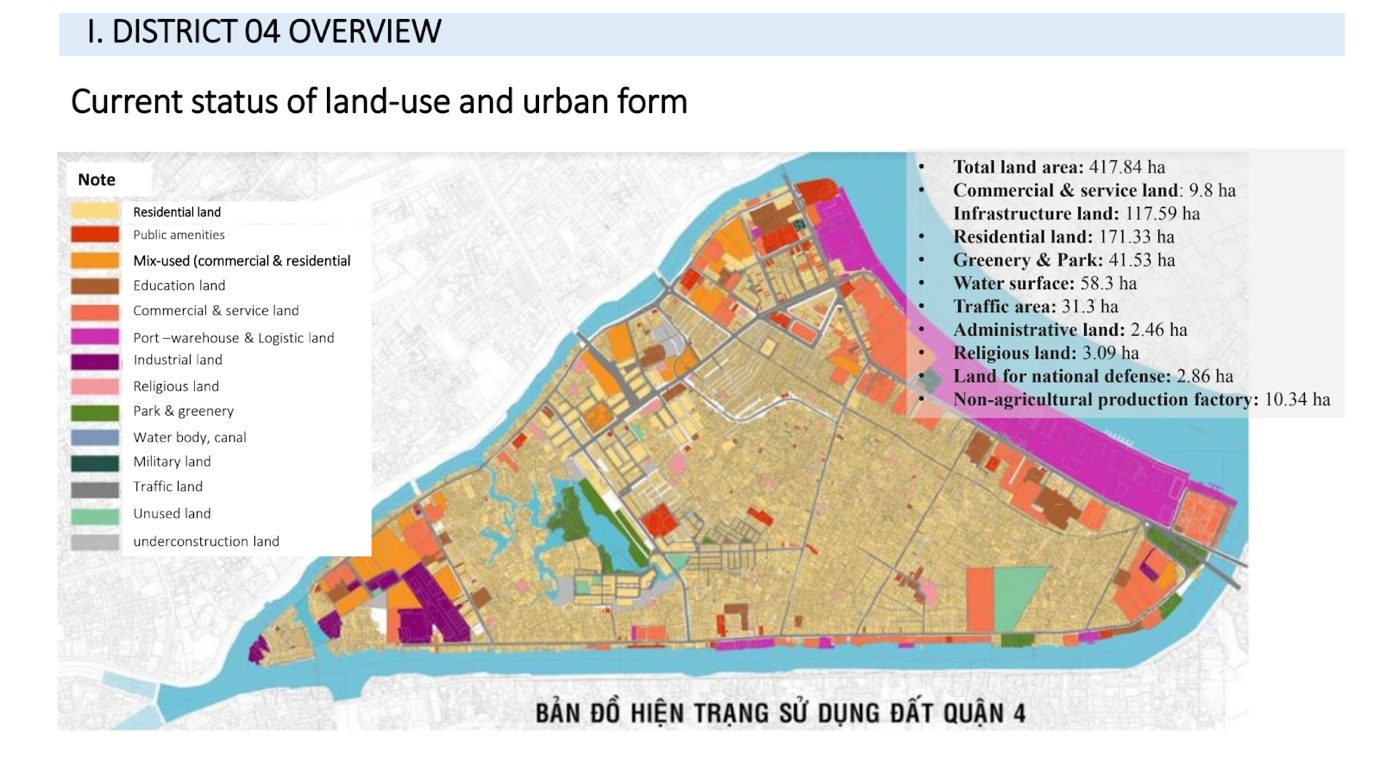 I. DISTRICT 04 OVERVIEW
Current status of land-use and urban form
Note
Residential land
Public amenities
Mix-used (commercial & residential
Education land
Commercial & service land
Port –warehouse & Logistic land
Industrial land
Religious land
Park & greenery
Water body, canal
Military land
Traffic land
Unused land
underconstruction land
• Total land area: 417.84 ha
• Commercial & service land: 9.8 ha
Infrastructure land: 117.59 ha
• Residential land: 171.33 ha
• Greenery & Park: 41.53 ha
• Water surface: 58.3 ha
• Traffic area: 31.3 ha
• Administrative land: 2.46 ha
• Religious land: 3.09 ha
• Land for national defense: 2.86 ha
• Non-agricultural production factory: 10.34 ha
BẢN ĐỒ HIỆN TRẠNG SỬ DỤNG ĐẤT QUẬN 4